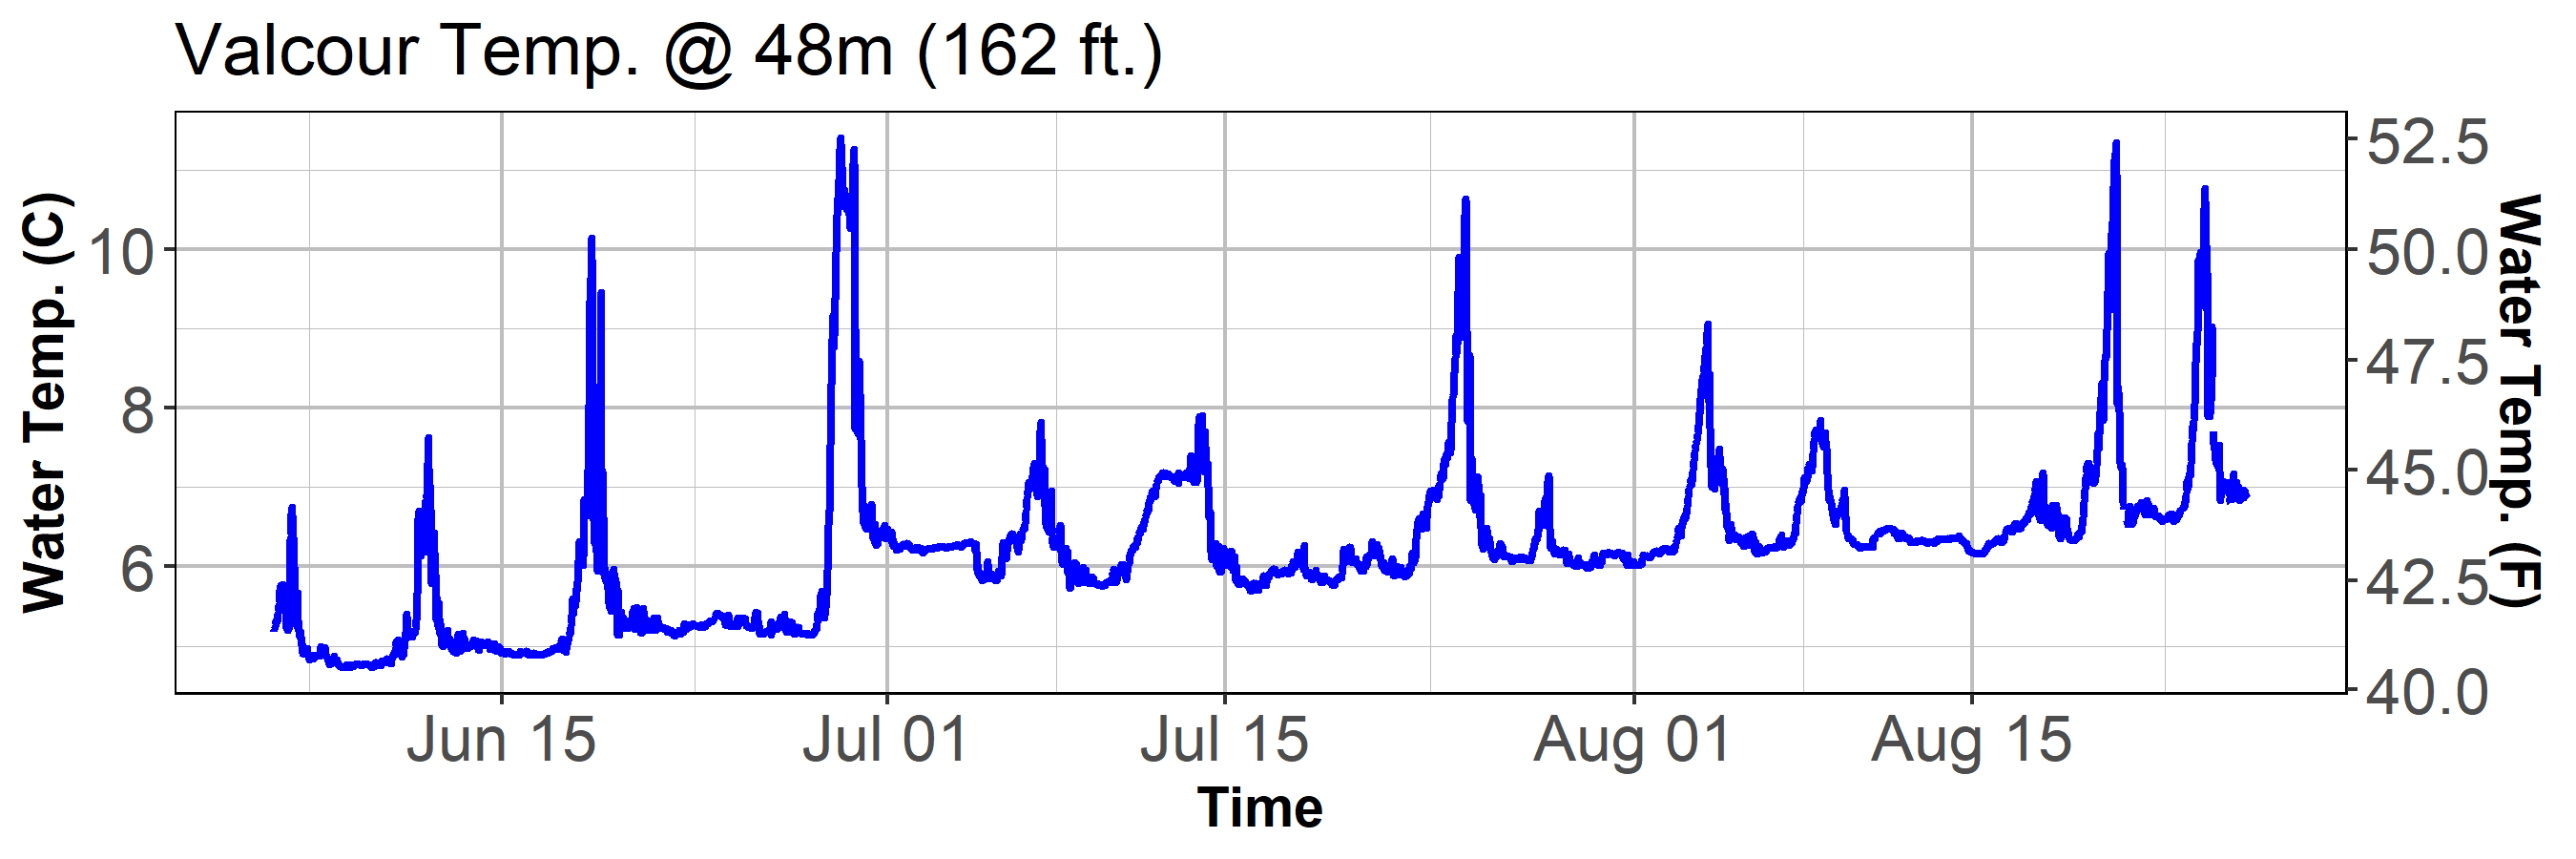 Valcour Temp. @ 48m (162 ft.)
Water Temp. (C)
10
8
6
52.5
50.0
47.5
45.0
42.5
40.0
Water Temp. (F)
Jun 15 Jul 01 Jul 15 Aug 01 Aug 15
Time